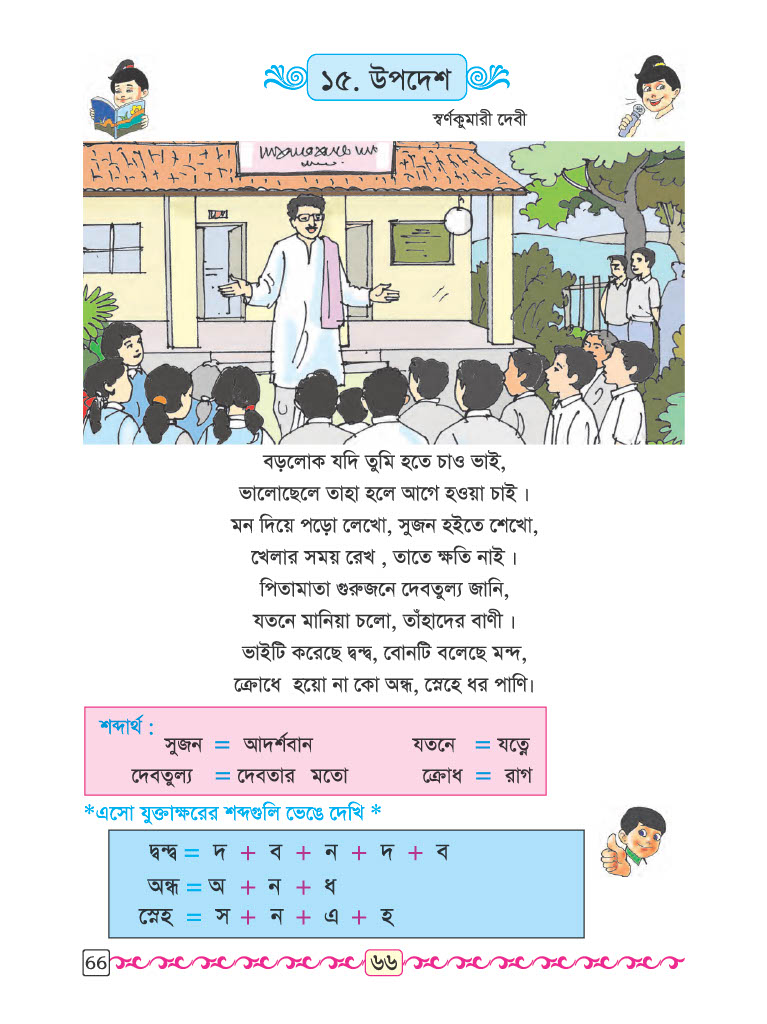 ১৫. উপদেশ
স্বর্ণকুমারী দেবী
বড়লোক যদি তুমি হতে চাও ভাই,
ভালোছেলে তাহা হলে আগে হওয়া চাই ।
মন দিয়ে পড়ো লেখো, সুজন হইতে শেখো,
খেলার সময় রেখ , তাতে ক্ষতি নাই ।
পিতামাতা গুরুজনে দেবতুল্য জানি,
যতনে মানিয়া চলো, তাঁহাদের বাণী ।
ভাইটি করেছে দ্বন্দ্ব, বোনটি বলেছে মন্দ,
ক্রোধে হয়ো না কো অন্ধ, স্নেহে ধর পাণি।
শব্দার্থ :
সুজন = আদর্শবান যতনে = যত্নে
দেবতুল্য = দেবতার মতো ক্রোধ = রাগ
*এসো যুক্তাক্ষরের শব্দগুলি ভেঙে দেখি *
দ্বন্দ্ব = দ + ব + ন + দ + ব
অন্ধ = অ + ন + ধ
স্নেহ = স + ন + এ + হ
66 ৬৬